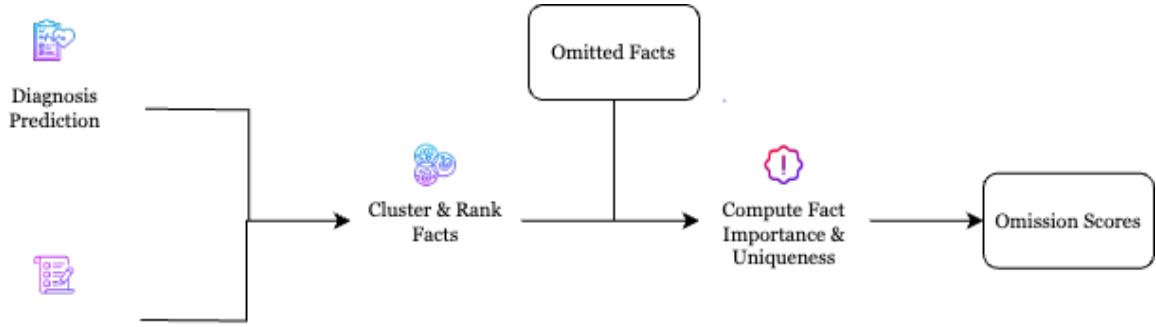 Diagnosis
Prediction
Omitted Facts
Cluster & Rank
Facts
Compute Fact
Importance &
Uniqueness
Omission Scores